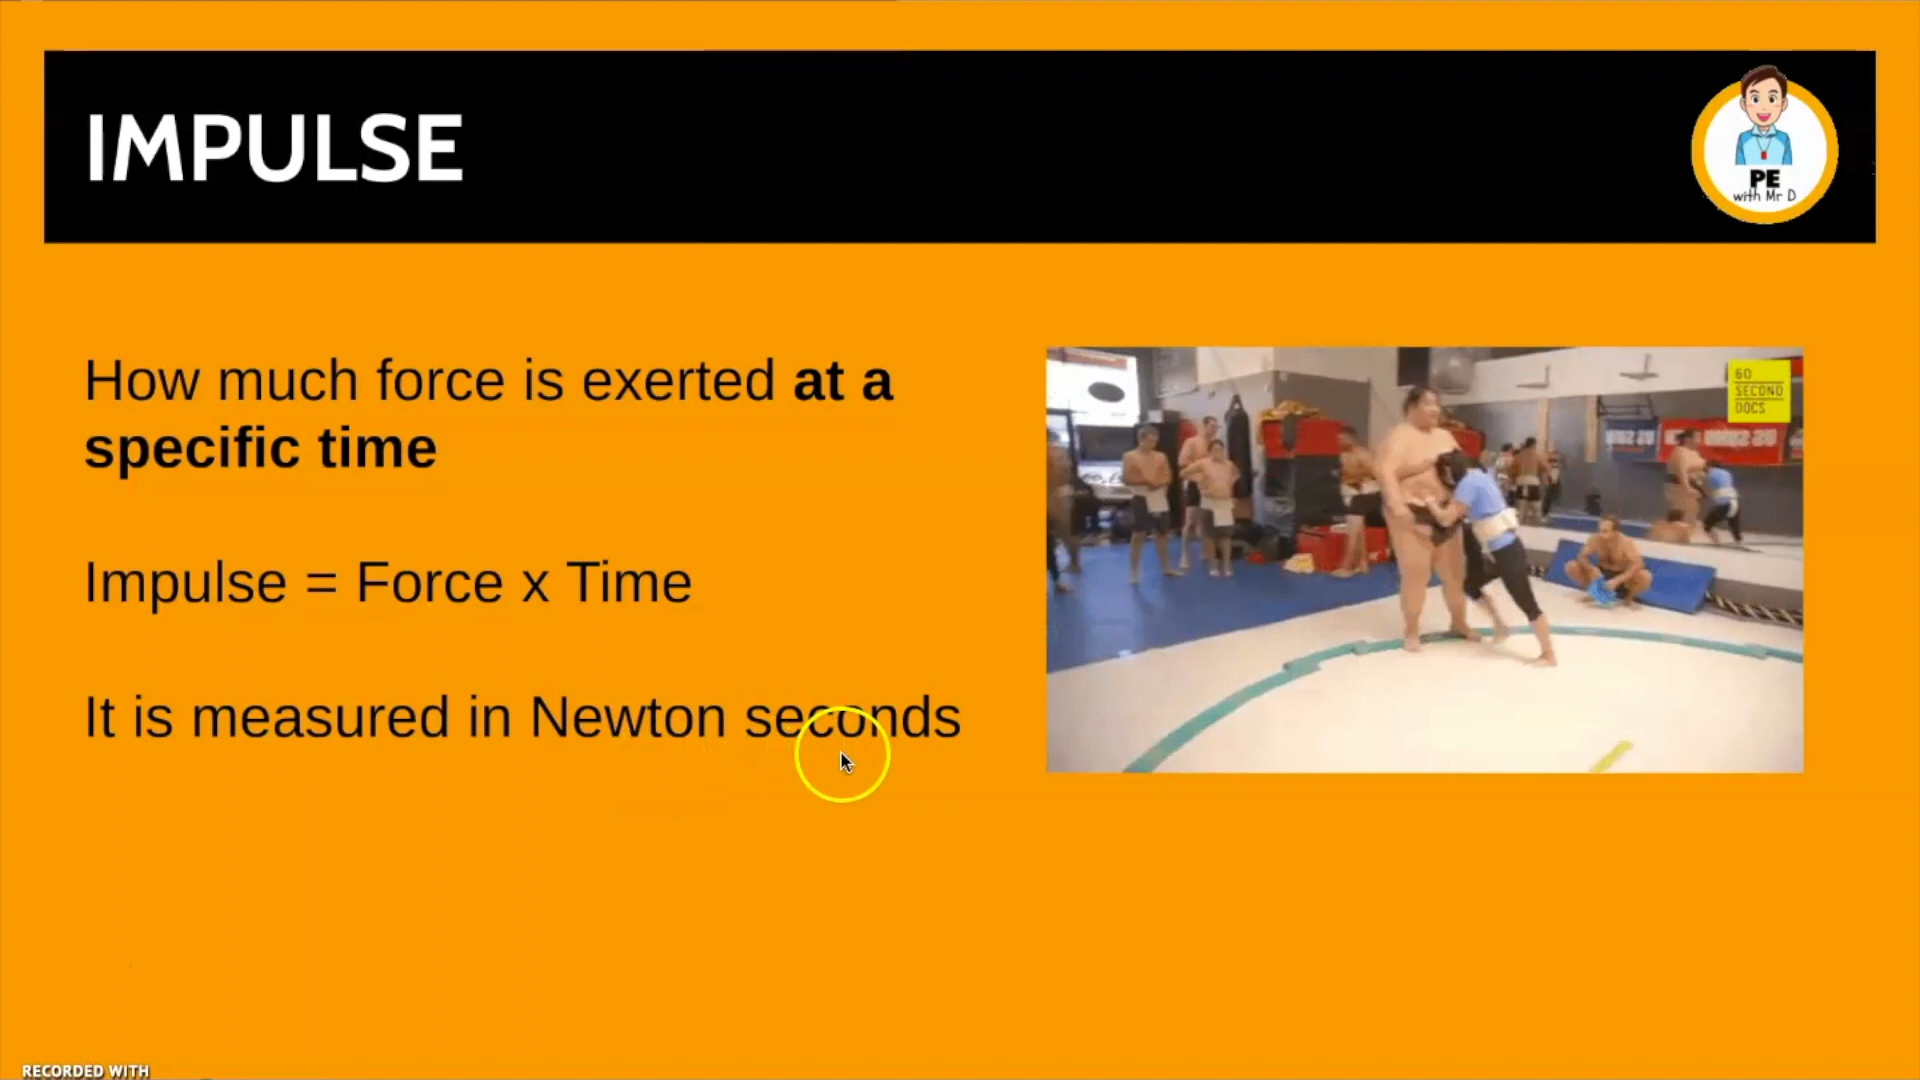 IMPULSE
PE
with Mr D
How much force is exerted at a
specific time
Impulse = Force x Time
It is measured in Newton seconds
60
SECOND
DOCS
RECORDED WITH